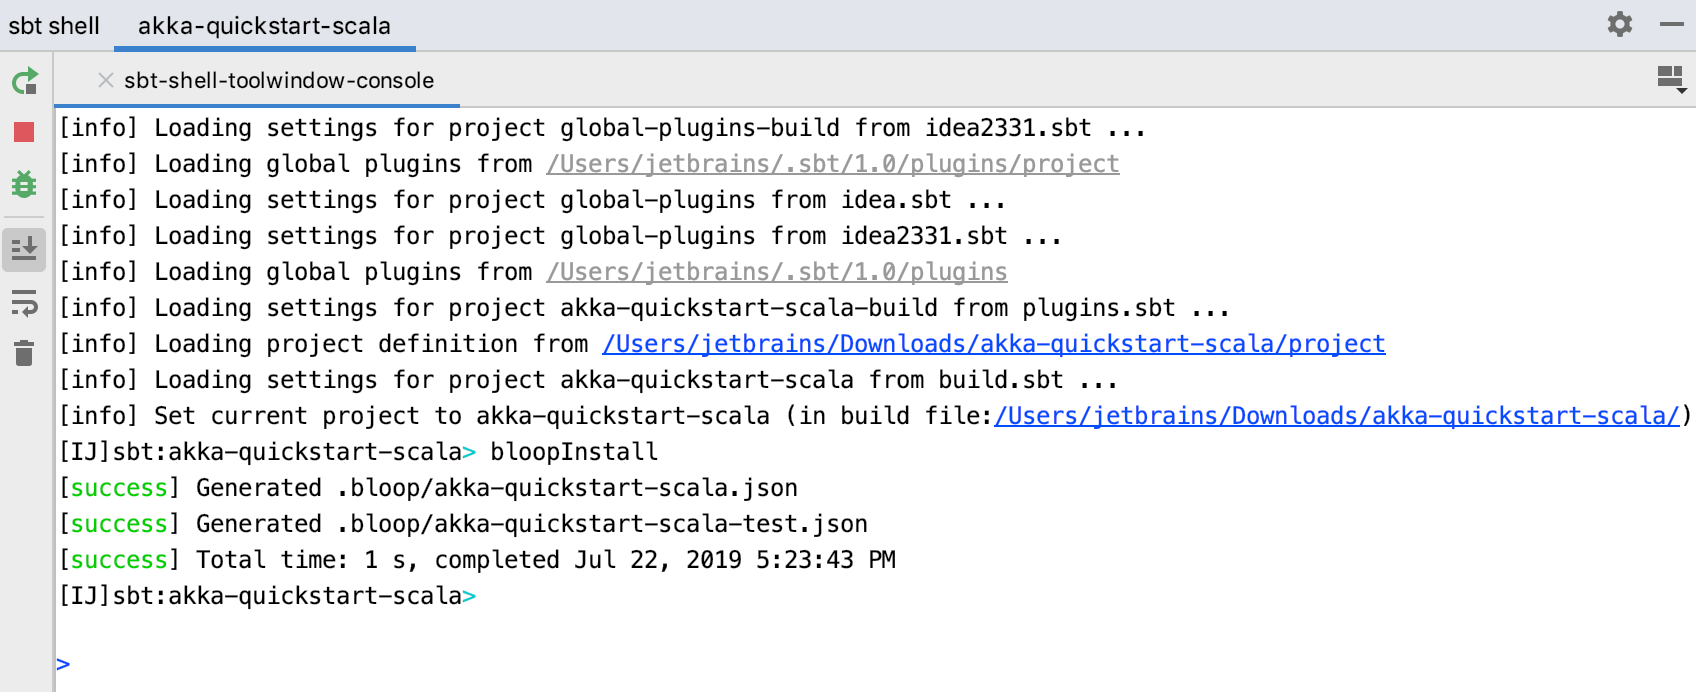 sbt shell akka-quickstart-scala
sbt-shell-toolwindow-console
[info] Loading settings for project global-plugins-build from idea2331.sbt ...
[info] Loading global plugins from /Users/jetbrains/.sbt/1.0/plugins/project
[info] Loading settings for project global-plugins from idea.sbt ...
[info] Loading settings for project global-plugins from idea2331.sbt ...
[info] Loading global plugins from /Users/jetbrains/.sbt/1.0/plugins
[info] Loading settings for project akka-quickstart-scala-build from plugins.sbt ...
[info] Loading project definition from /Users/jetbrains/Downloads/akka-quickstart-scala/project
[info] Loading settings for project akka-quickstart-scala from build.sbt ...
[info] Set current project to akka-quickstart-scala (in build file:/Users/jetbrains/Downloads/akka-quickstart-scala/)
[IJ]sbt:akka-quickstart-scala> bloopInstall
[success] Generated .bloop/akka-quickstart-scala.json
[success] Generated .bloop/akka-quickstart-scala-test.json
[success] Total time: 1 s, completed Jul 22, 2019 5:23:43 PM
[IJ]sbt:akka-quickstart-scala>
>